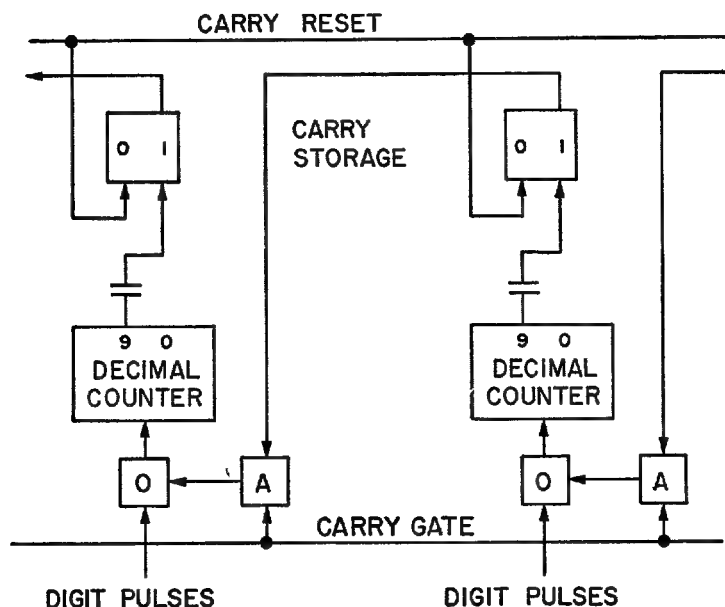 CARRY RESET
0 1
CARRY
STORAGE
0 1
9 0
DECIMAL
COUNTER
9 0
DECIMAL
COUNTER
O
A
O
A
CARRY GATE
DIGIT PULSES
DIGIT PULSES